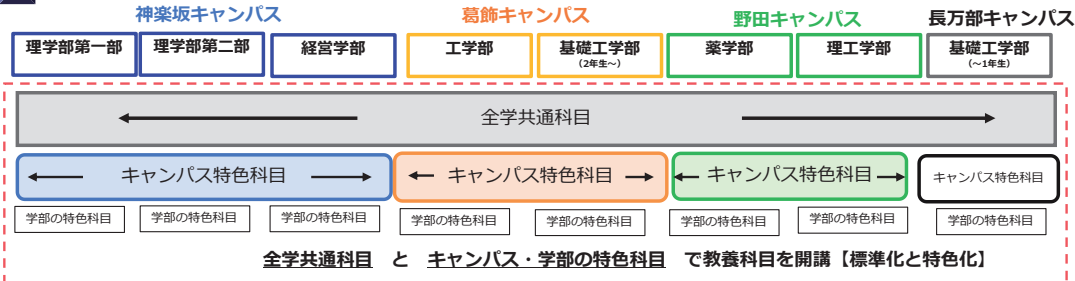 神楽坂キャンパス 葛飾キャンパス 野田キャンパス 長万部キャンパス
理学部第一部 理学部第二部 経営学部 工学部 基礎工学部 薬学部 理工学部 基礎工学部
(2年生~) (~1年生)
全学共通科目
キャンパス特色科目 キャンパス特色科目 キャンパス特色科目 キャンパス特色科目
学部の特色科目 学部の特色科目 学部の特色科目 学部の特色科目 学部の特色科目 学部の特色科目 学部の特色科目 学部の特色科目
全学共通科目 と キャンパス・学部の特色科目 で教養科目を開講【標準化と特色化】